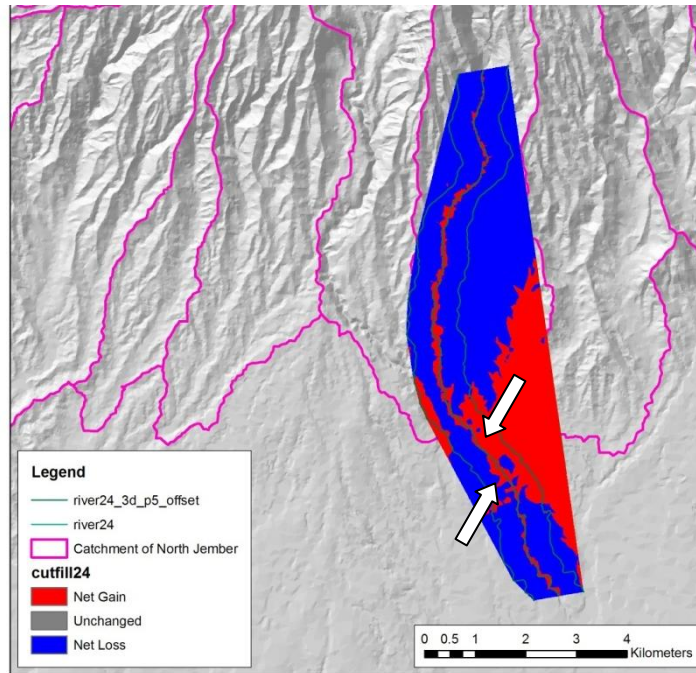 Legend
river24_3d_p5_offset
river24
Catchment of North Jember
cutfill24
Net Gain
Unchanged
Net Loss
0 0.5 1 2 3 4
Kilometers